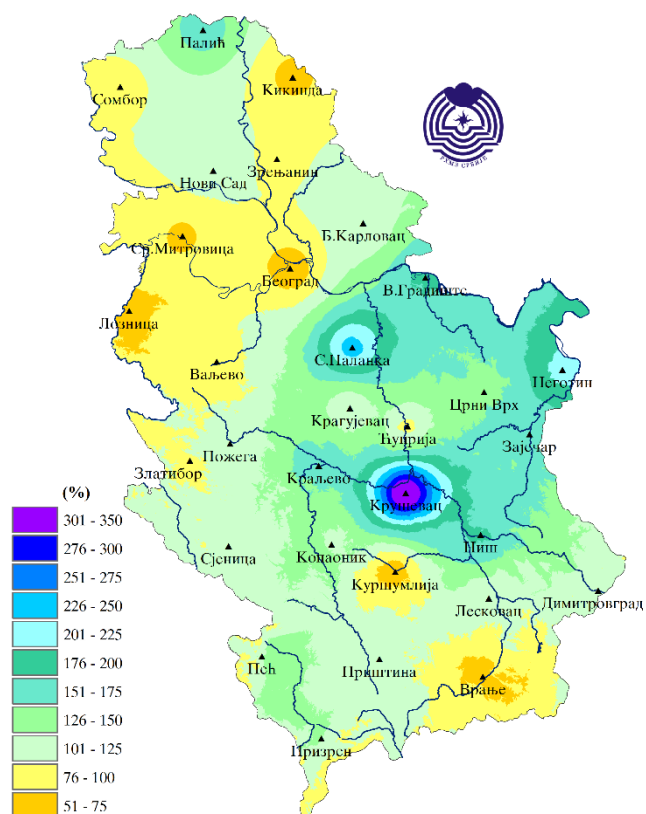 Палић
Кикинда
Сомбор
Зрењанин
Нови Сад
Б.Карловац
Ср.Митровица
Београд
В.Градиште
Лозница
С.Паланка
Ваљево
Неготин
Црни Врх
Крагујевац
Ћуприја
Зајечар
Пожега
Златибор
Краљево
Крушевац
Ниш
Сјеница
Копаоник
Куршумлија
Лесковац
Димитровград
Пећ
Приштина
Врање
Призрен
РХМЗ СРБИЈЕ
(%)
301 - 350
276 - 300
251 - 275
226 - 250
201 - 225
176 - 200
151 - 175
126 - 150
101 - 125
76 - 100
51 - 75